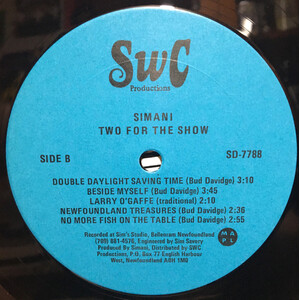 SwC
Productions
SIMANI
TWO FOR THE SHOW
SIDE B
SD-7788
DOUBLE DAYLIGHT SAVING TIME (Bud Davidge) 3:10
BESIDE MYSELF (Bud Davidge) 3:45
LARRY O'GAFFE (traditional) 2:10
NEWFOUNDLAND TREASURES (Bud Davidge) 2:36
NO MORE FISH ON THE TABLE (Bud Davidge) 2:55
Recorded at Sim's Studio, Belleoram Newfoundland
(709) 881-4576, Engineered by Sim Savory
Produced by Simani, Distributed by SWC
Productions, P.O. Box 77 English Harbour
West, Newfoundland A0H 1M0
M A
P L